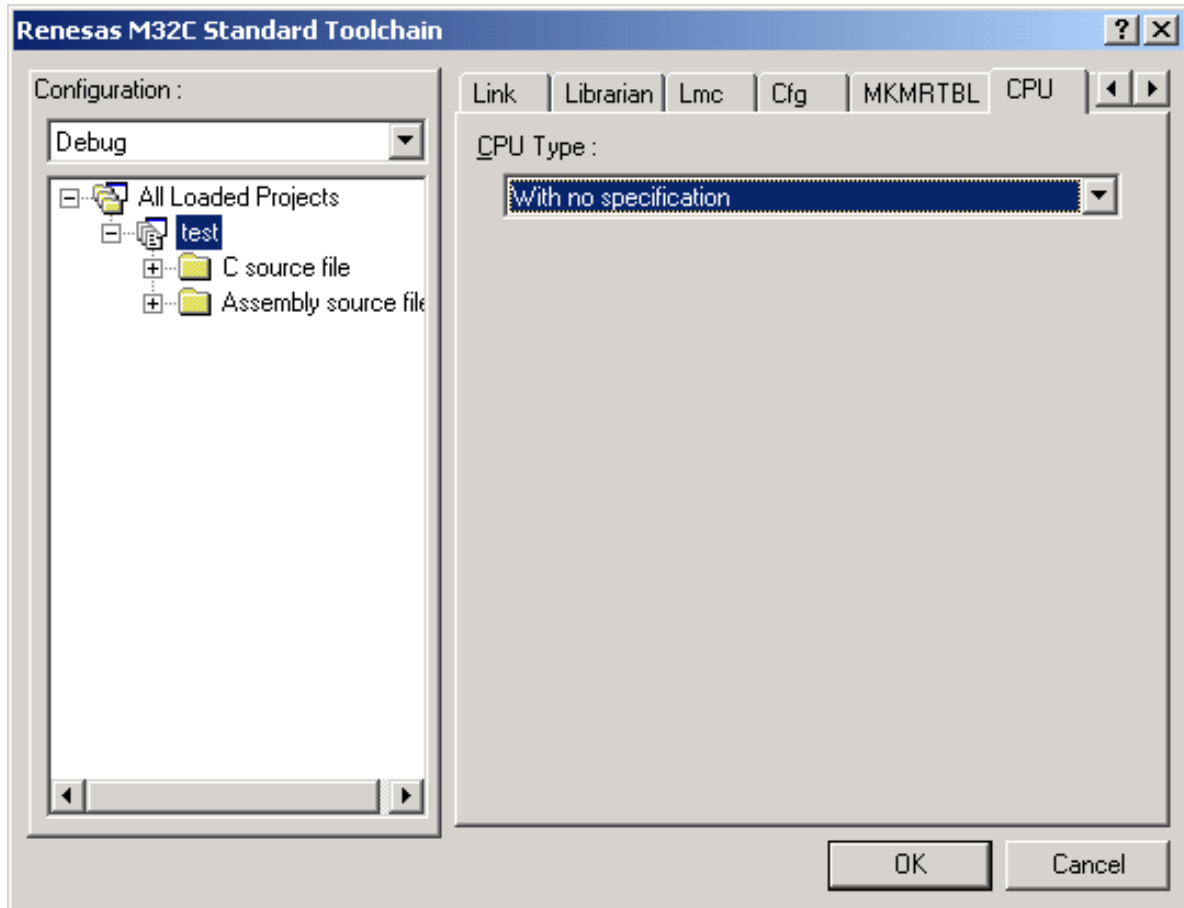 Renesas M32C Standard Toolchain
Configuration :
Debug
All Loaded Projects
test
C source file
Assembly source file
Link Librarian Lmc Cfg MKMRTBL CPU
CPU Type :
With no specification
OK Cancel